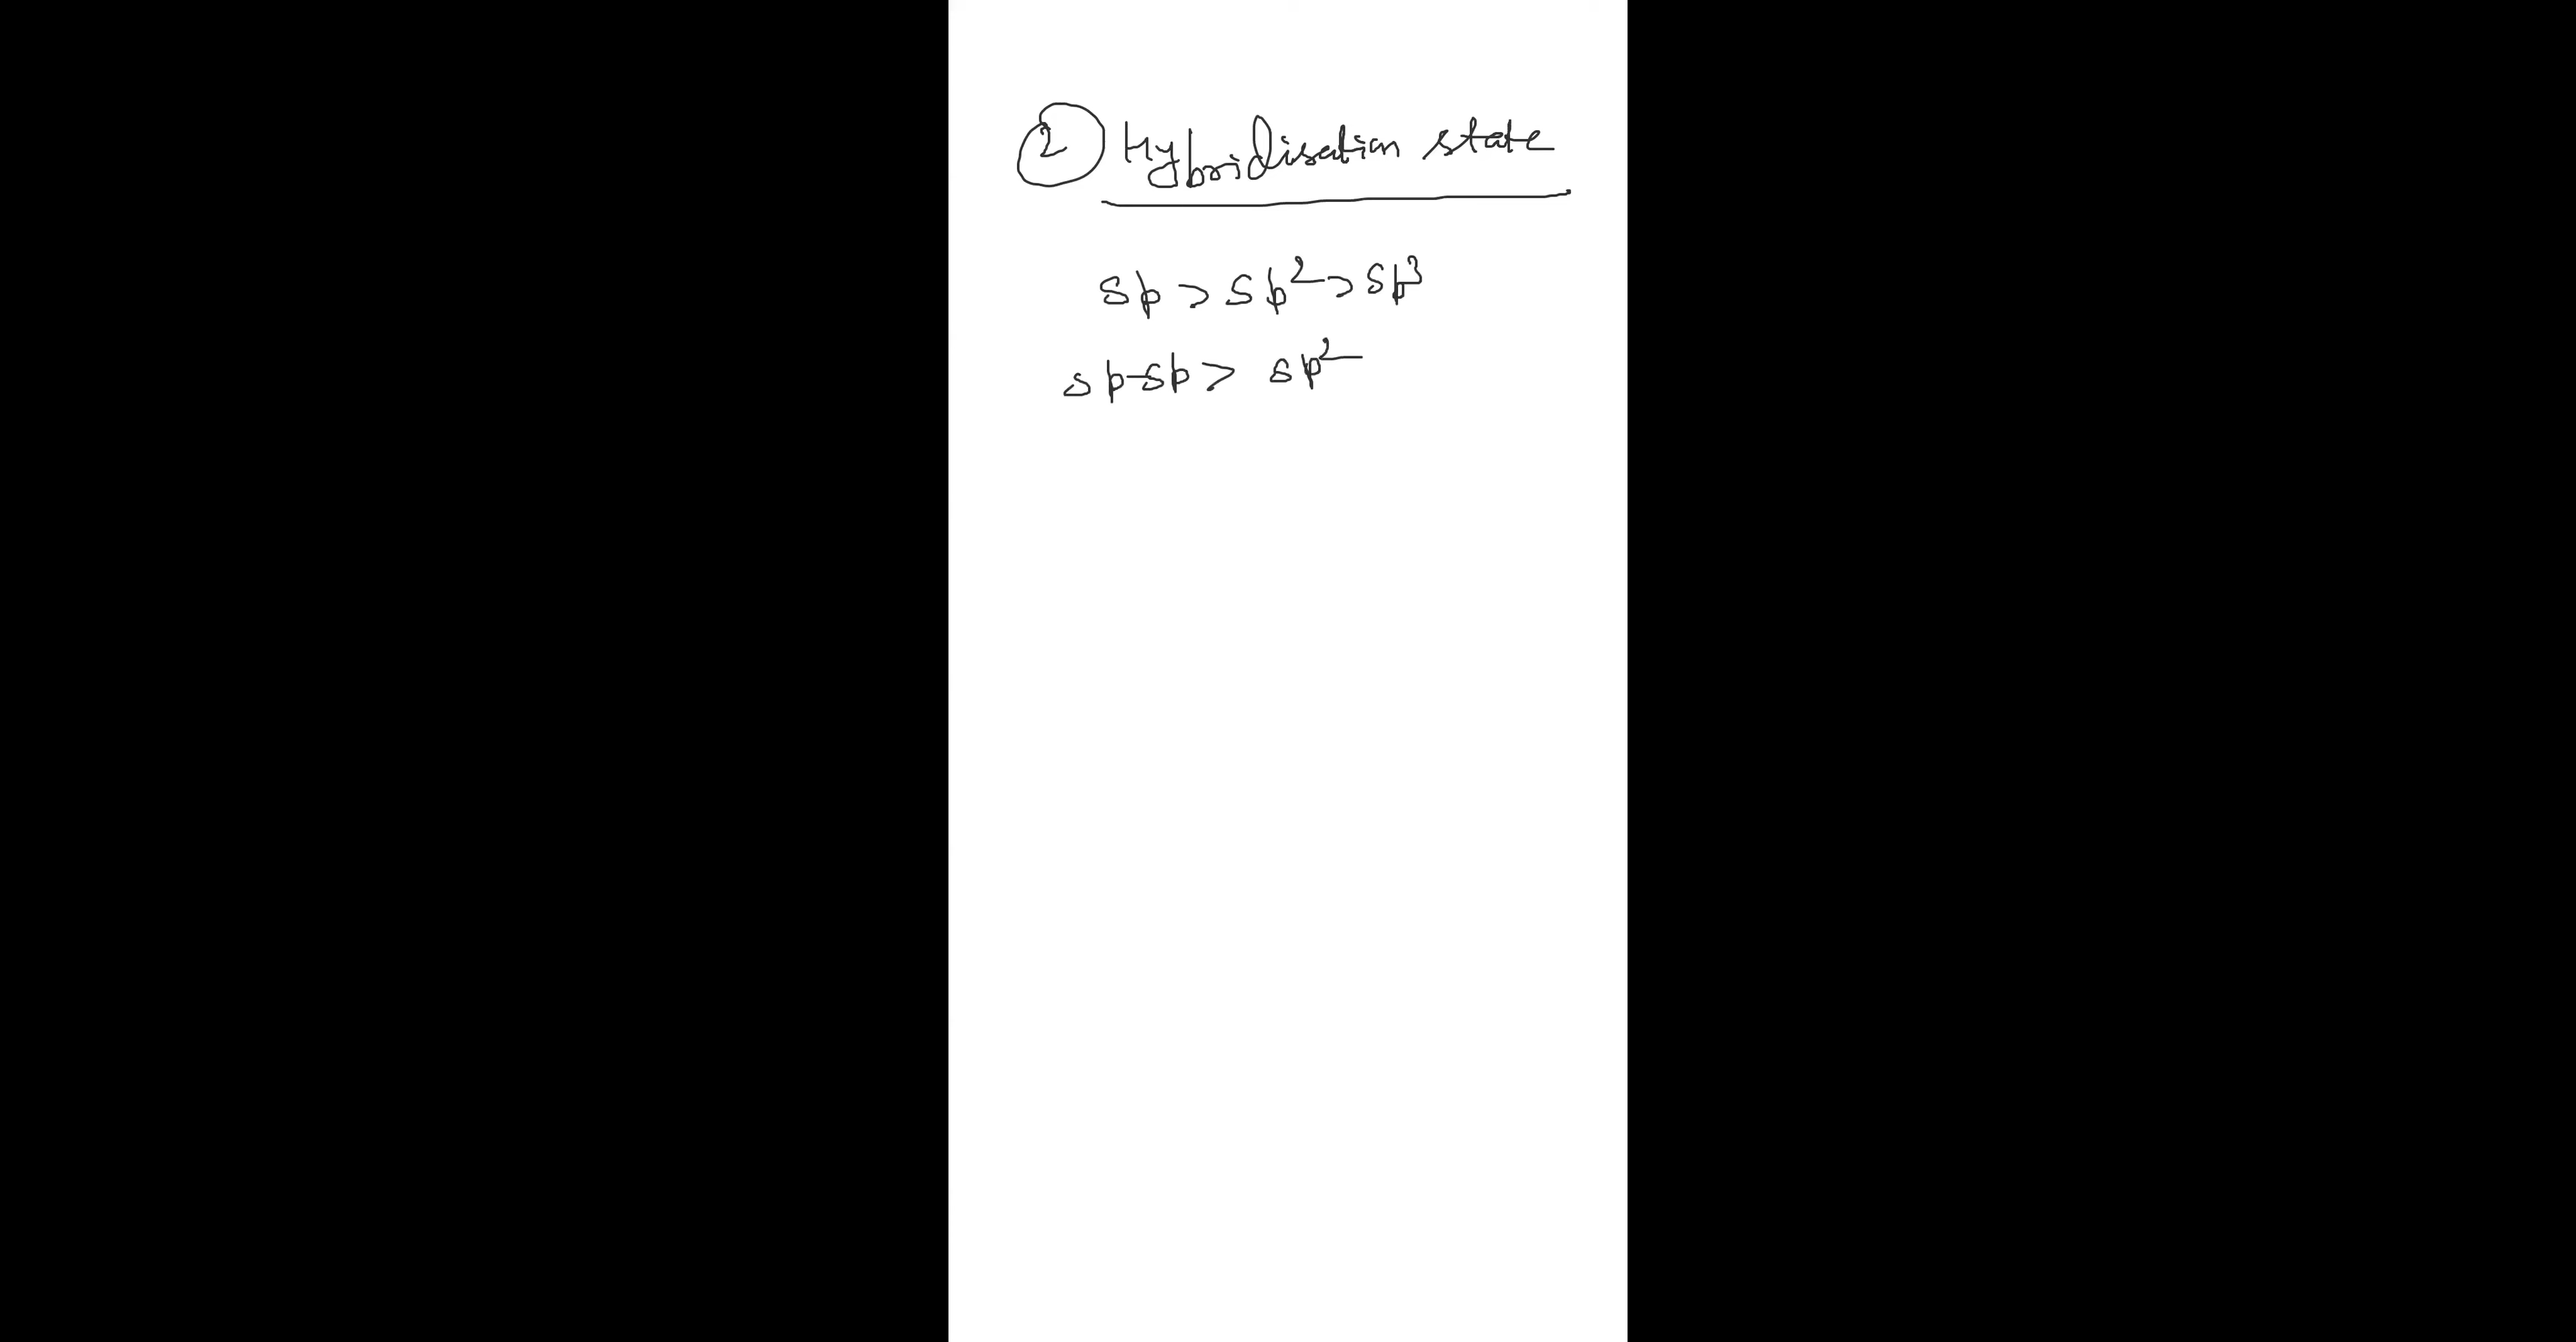 ② Hybridisation state
sp > sp² > sp³
sp-sp > sp²